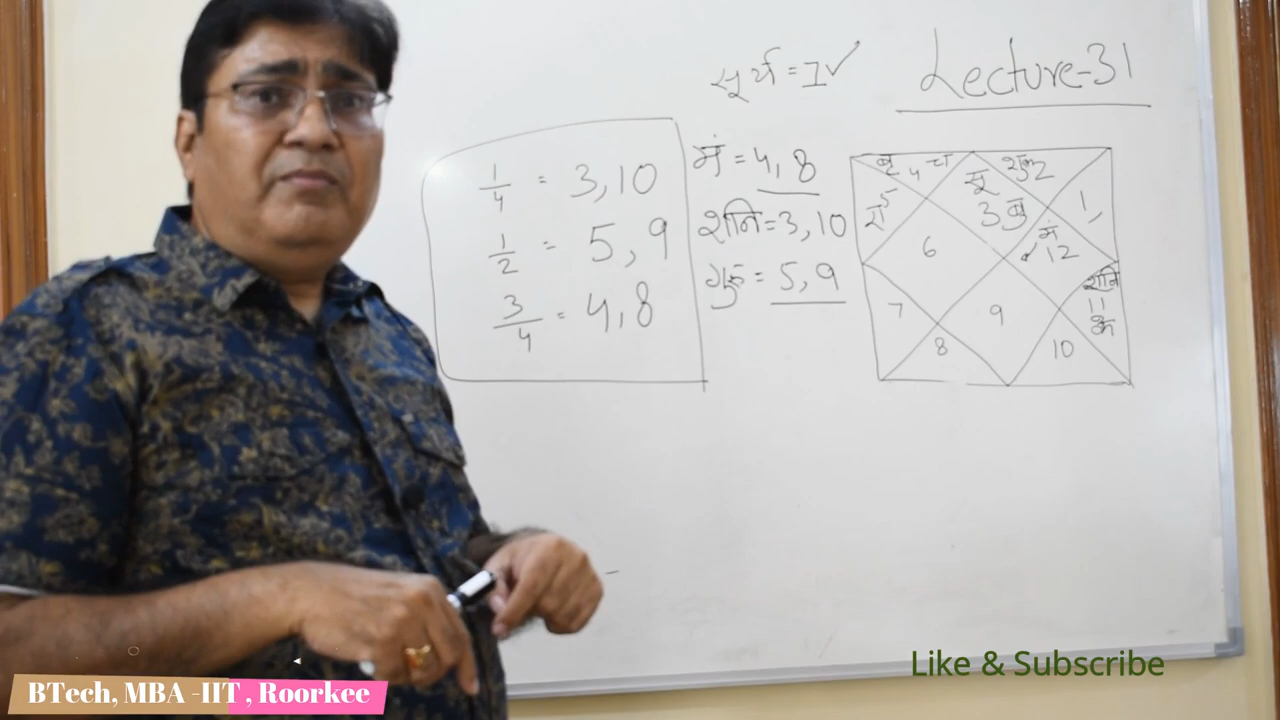 सूर्य = 1✓
Lecture-31
1/4 = 3,10
1/2 = 5,9
3/4 = 4,8
मं = 4,8
शनि = 3,10
गुरु = 5,9
4 च
शुक्र 2
सू
3 बु
5
रा
1,
6
मं
12
शनि
11
7
9
8
10
Like & Subscribe
BTech, MBA -IIT , Roorkee